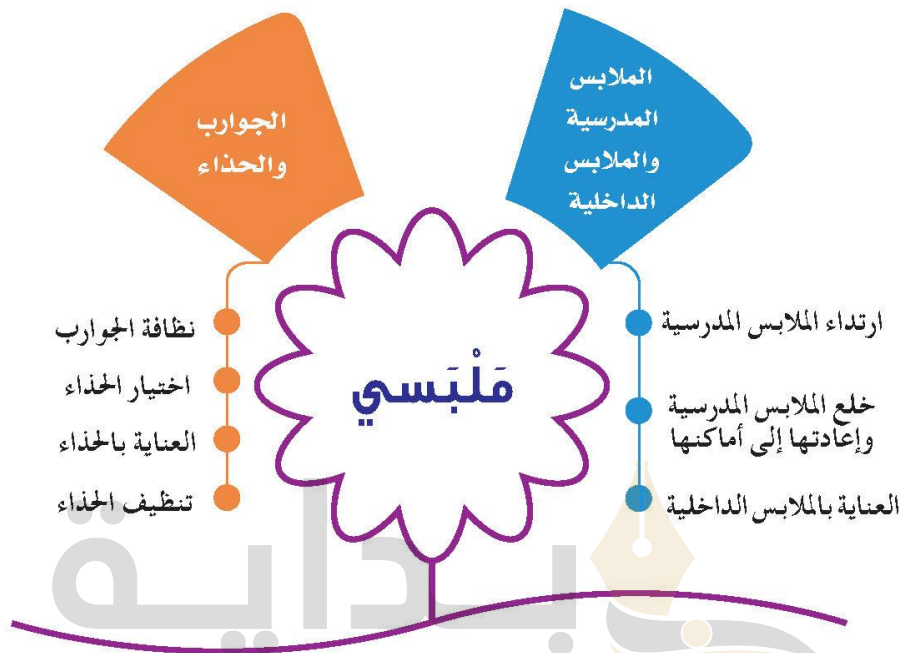 الملابس
المدرسية
والملابس
الداخلية
ارتداء الملابس المدرسية
خلع الملابس المدرسية
وإعادتها إلى أماكنها
العناية بالملابس الداخلية
مَلْبَسي
الجوارب
والحذاء
نظافة الجوارب
اختيار الحذاء
العناية بالحذاء
تنظيف الحذاء
بداية